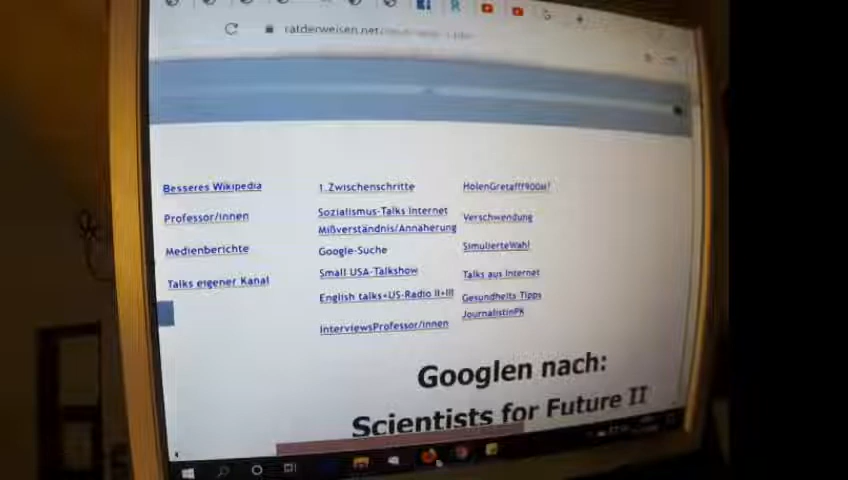 ratderweisen.net/
Besseres Wikipedia
Professor/innen
Medienberichte
Talks eigener Kanal
1.Zwischenschritte
Sozialismus-Talks Internet
Mißverständnis/Annäherung
Google-Suche
Small USA-Talkshow
English talks+US-Radio II+III
InterviewsProfessor/innen
Verschwendung
SimulierteWahl
Talks aus Internet
Gesundheits Tipps
JournalistinPK
Googlen nach:
Scientists for Future II